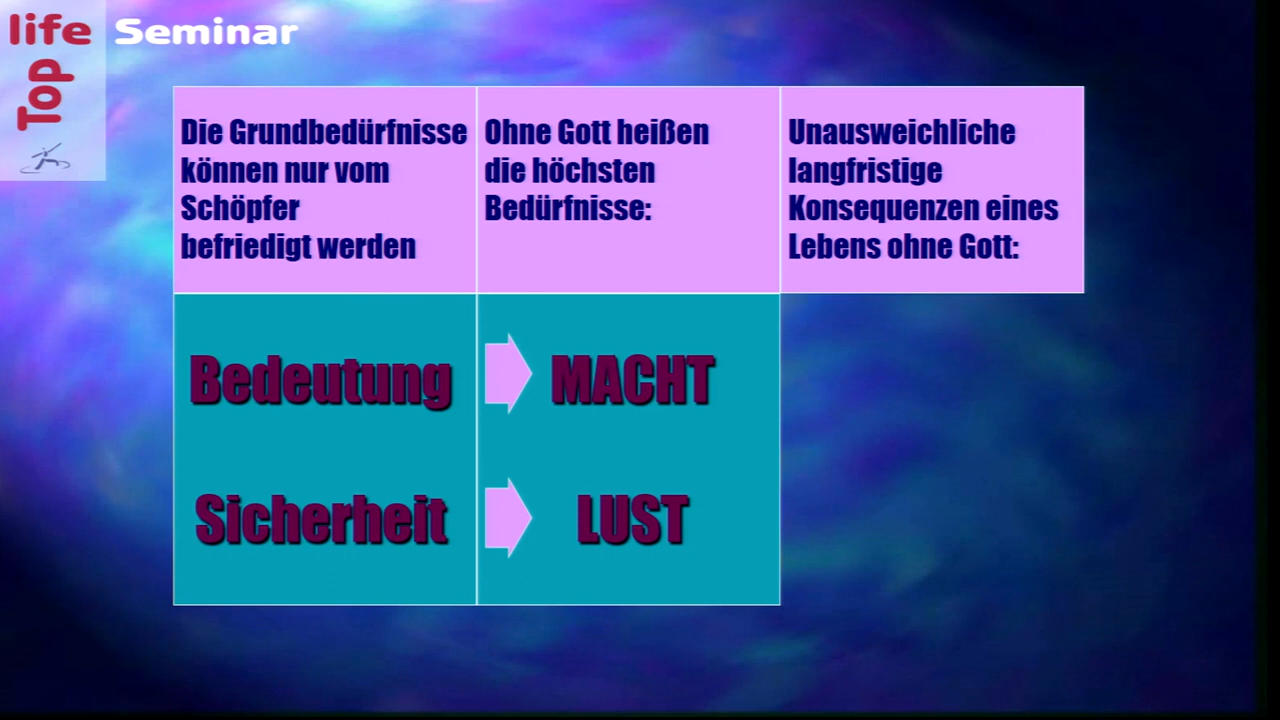 life Seminar
Top
Die Grundbedürfnisse
können nur vom
Schöpfer
befriedigt werden
Ohne Gott heißen
die höchsten
Bedürfnisse:
Unausweichliche
langfristige
Konsequenzen eines
Lebens ohne Gott:
Bedeutung
MACHT
Sicherheit
LUST